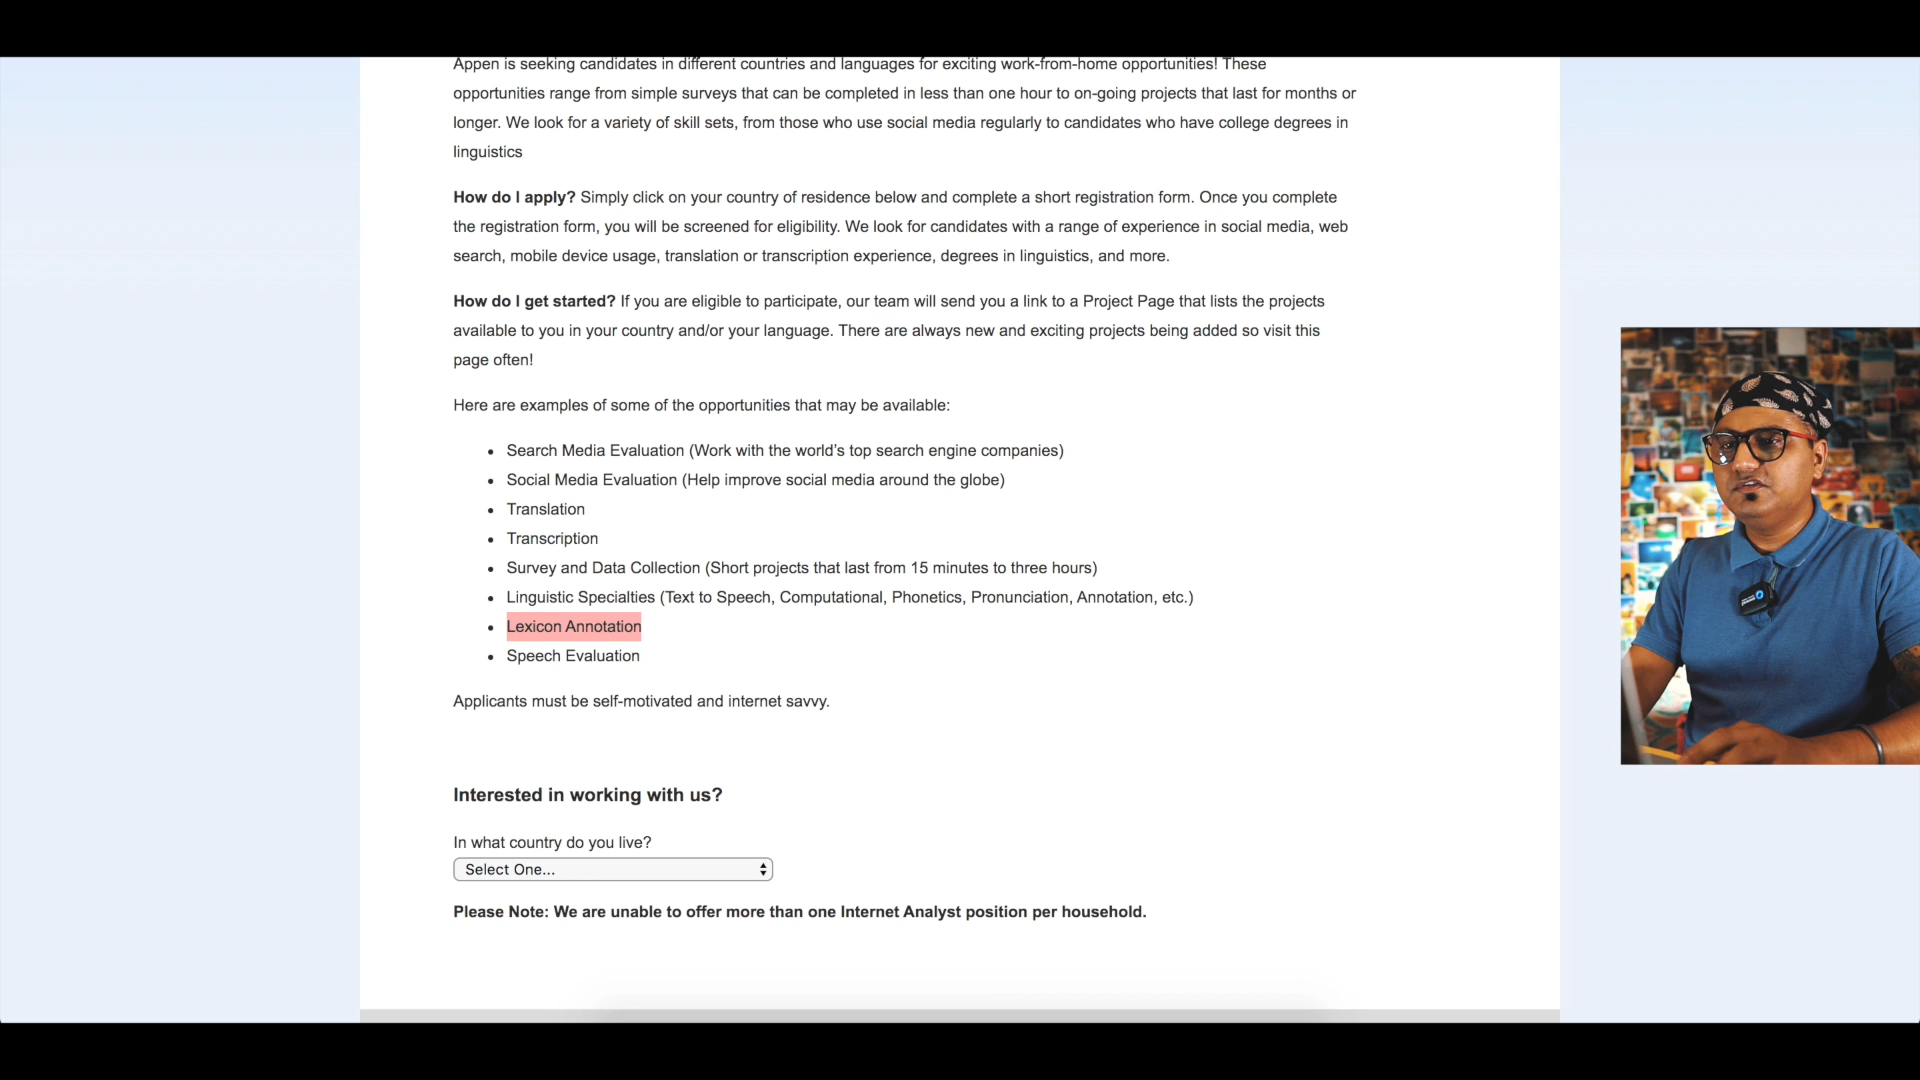 Appen is seeking candidates in different countries and languages for exciting work-from-home opportunities! These
opportunities range from simple surveys that can be completed in less than one hour to on-going projects that last for months or
longer. We look for a variety of skill sets, from those who use social media regularly to candidates who have college degrees in
linguistics
How do I apply? Simply click on your country of residence below and complete a short registration form. Once you complete
the registration form, you will be screened for eligibility. We look for candidates with a range of experience in social media, web
search, mobile device usage, translation or transcription experience, degrees in linguistics, and more.
How do I get started? If you are eligible to participate, our team will send you a link to a Project Page that lists the projects
available to you in your country and/or your language. There are always new and exciting projects being added so visit this
page often!
Here are examples of some of the opportunities that may be available:
• Search Media Evaluation (Work with the world’s top search engine companies)
• Social Media Evaluation (Help improve social media around the globe)
• Translation
• Transcription
• Survey and Data Collection (Short projects that last from 15 minutes to three hours)
• Linguistic Specialties (Text to Speech, Computational, Phonetics, Pronunciation, Annotation, etc.)
• Lexicon Annotation
• Speech Evaluation
Applicants must be self-motivated and internet savvy.
Interested in working with us?
In what country do you live?
Select One...
Please Note: We are unable to offer more than one Internet Analyst position per household.